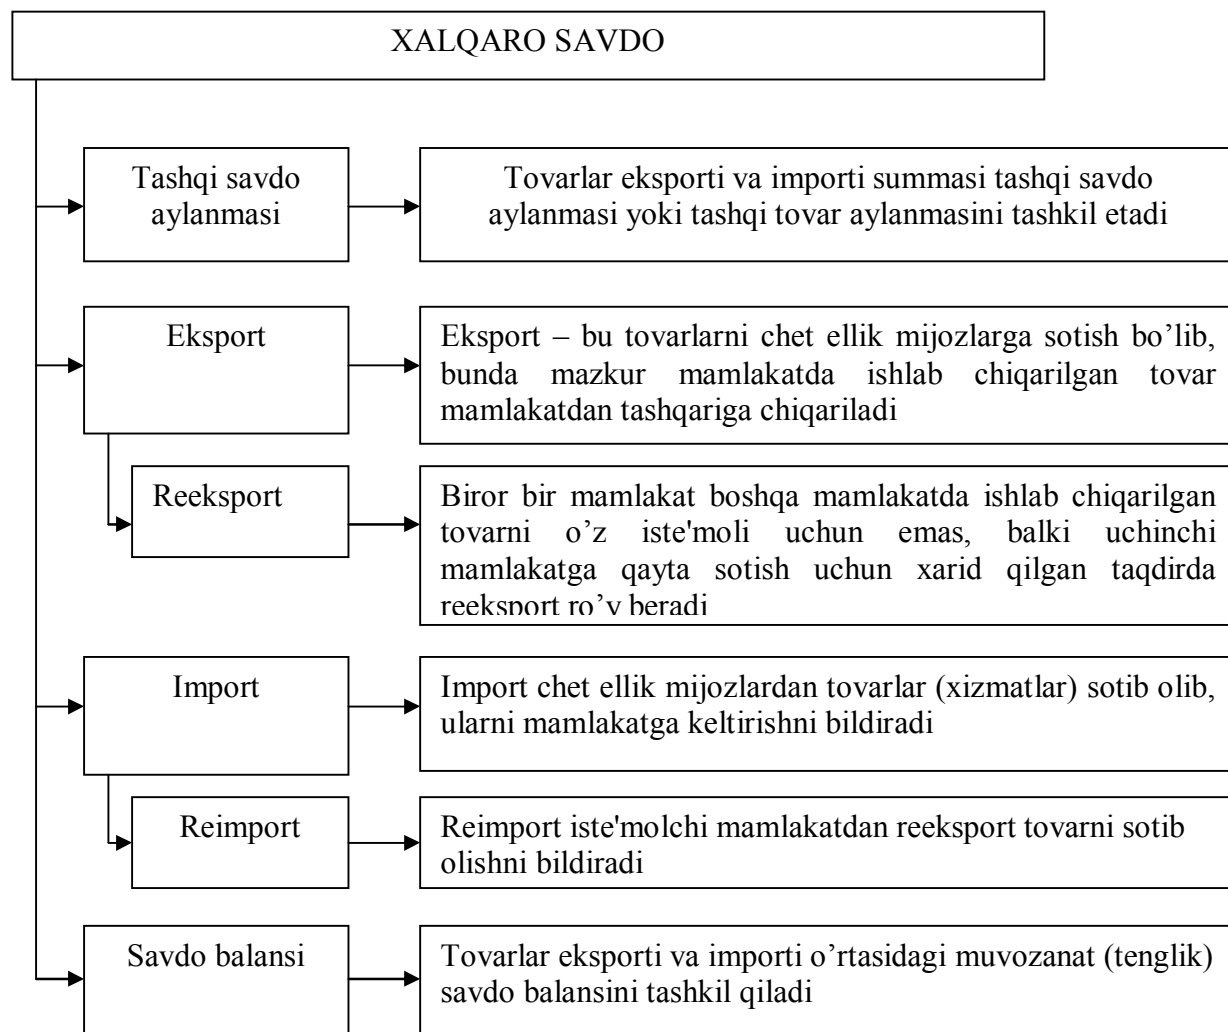 XALQARO SAVDO
Tashqi savdo
aylanmasi
Tovarlar eksporti va importi summasi tashqi savdo
aylanmasi yoki tashqi tovar aylanmasini tashkil etadi
Eksport
Eksport – bu tovarlarni chet ellik mijozlarga sotish bo’lib,
bunda mazkur mamlakatda ishlab chiqarilgan tovar
mamlakatdan tashqariga chiqariladi
Reeksport
Biror bir mamlakat boshqa mamlakatda ishlab chiqarilgan
tovarni o’z iste'moli uchun emas, balki uchinchi
mamlakatga qayta sotish uchun xarid qilgan taqdirda
reeksport ro’y beradi
Import
Import chet ellik mijozlardan tovarlar (xizmatlar) sotib olib,
ularni mamlakatga keltirishni bildiradi
Reimport
Reimport iste'molchi mamlakatdan reeksport tovarni sotib
olishni bildiradi
Savdo balansi
Tovarlar eksporti va importi o’rtasidagi muvozanat (tenglik)
savdo balansini tashkil qiladi